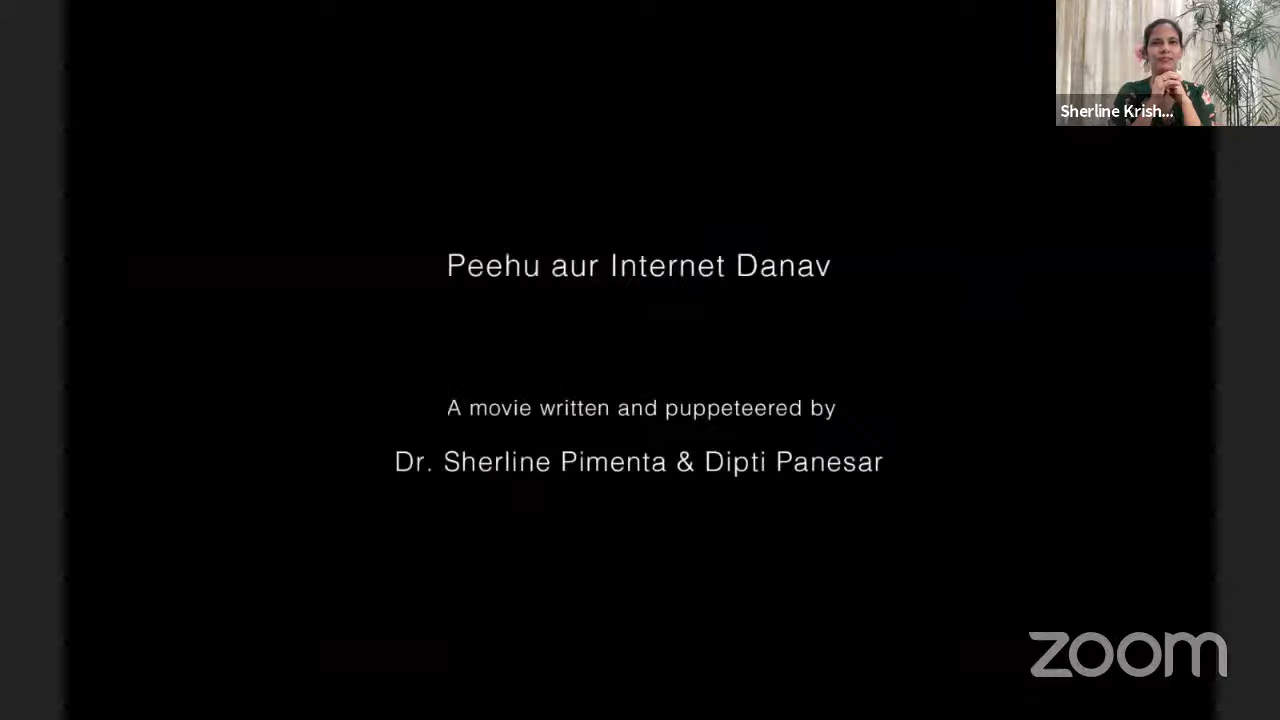 Sherline Krish...
Peehu aur Internet Danav
A movie written and puppeteered by
Dr. Sherline Pimenta & Dipti Panesar
zoom